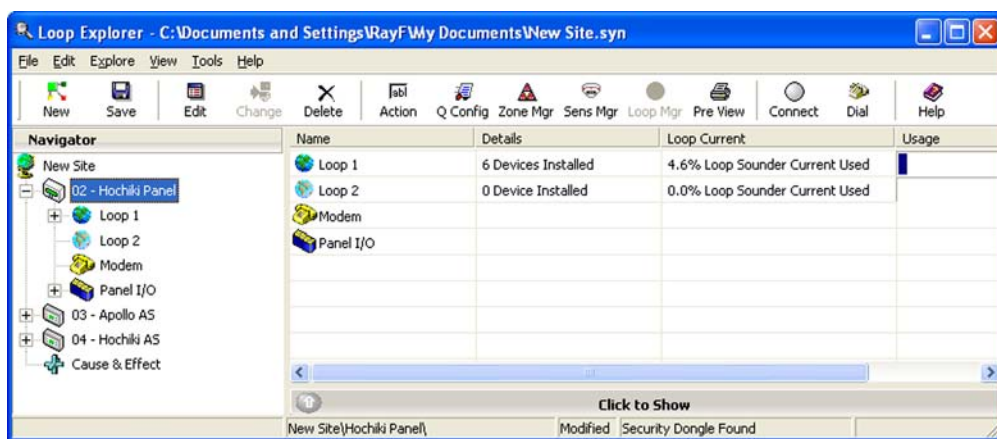 Loop Explorer - C:\Documents and Settings\RayF\My Documents\New Site.syn
File Edit Explore View Tools Help
New Save Edit Change Delete Action Q Config Zone Mgr Sens Mgr Loop Mgr Pre View Connect Dial Help
abl
Navigator
New Site
02 - Hochiki Panel
Loop 1
Loop 2
Modem
Panel I/O
03 - Apollo AS
04 - Hochiki AS
Cause & Effect
Name Details Loop Current Usage
Loop 1 6 Devices Installed 4.6% Loop Sounder Current Used
Loop 2 0 Device Installed 0.0% Loop Sounder Current Used
Modem
Panel I/O
Click to Show
New Site\Hochiki Panel\ Modified Security Dongle Found